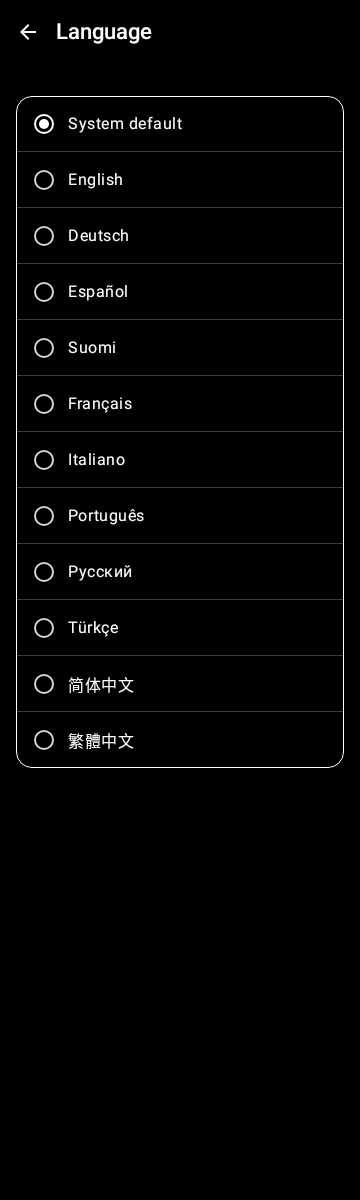 Language
System default
English
Deutsch
Español
Suomi
Français
Italiano
Português
Русский
Türkçe
简体中文
繁體中文